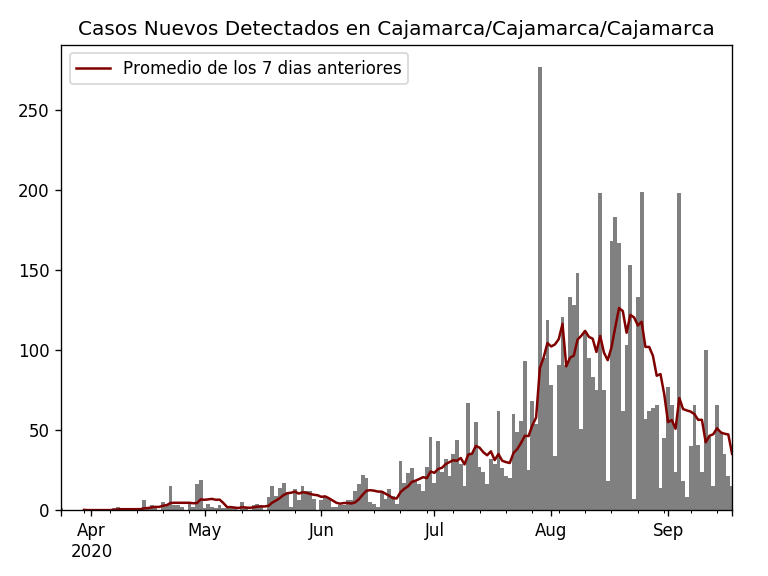 Casos Nuevos Detectados en Cajamarca/Cajamarca/Cajamarca
Promedio de los 7 dias anteriores
250
200
150
100
50
0
Apr May Jun Jul Aug Sep
2020